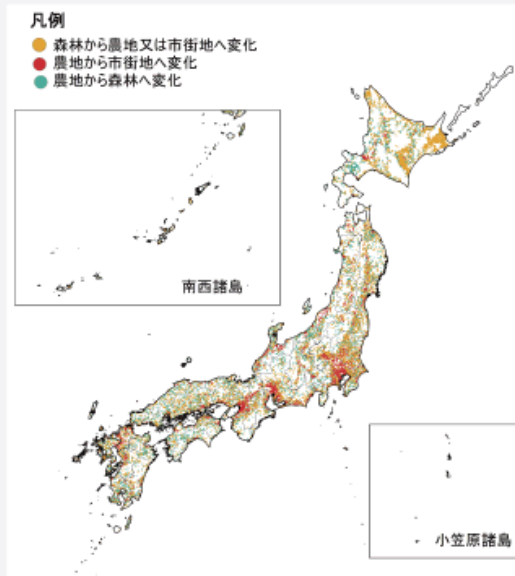 凡例
森林から農地又は市街地へ変化
農地から市街地へ変化
農地から森林へ変化
南西諸島
小笠原諸島